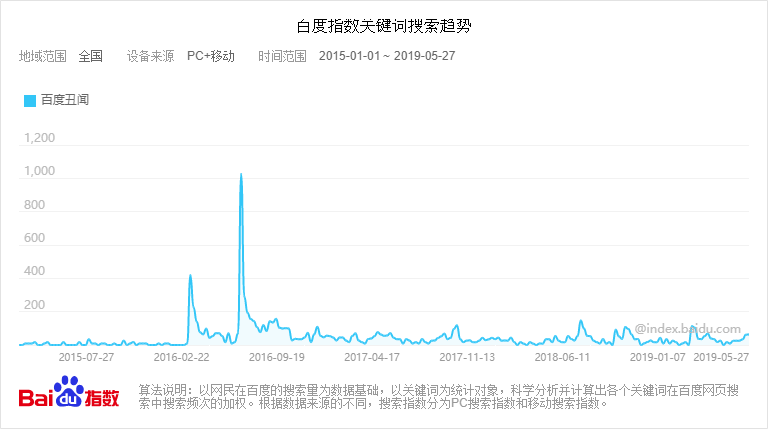 百度指数关键词搜索趋势
地域范围 全国 设备来源 PC+移动 时间范围 2015-01-01 ~ 2019-05-27
百度丑闻
1,200
1,000
800
600
400
200
@index.baidu.com
2015-07-27 2016-02-22 2016-09-19 2017-04-17 2017-11-13 2018-06-11 2019-01-07 2019-05-27
Bai du 指数
算法说明：以网民在百度的搜索量为数据基础，以关键词为统计对象，科学分析并计算出各个关键词在百度网页搜
索中搜索频次的加权。根据数据来源的不同，搜索指数分为PC搜索指数和移动搜索指数。